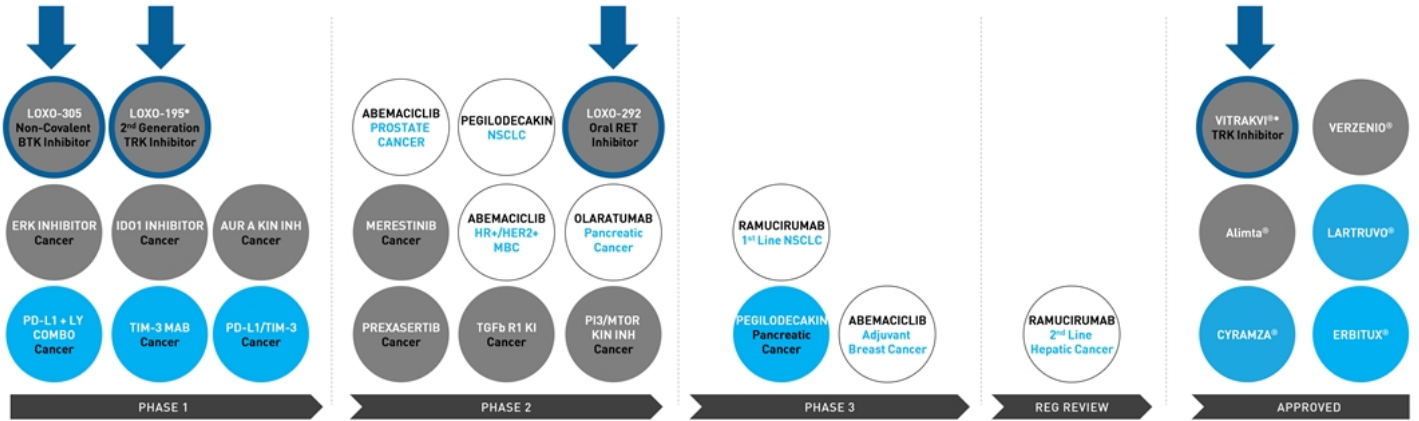 LOXO-305
Non-Covalent
BTK Inhibitor
LOXO-195*
2nd Generation
TRK Inhibitor
ERK INHIBITOR
Cancer
IDO1 INHIBITOR
Cancer
AUR A KIN INH
Cancer
PD-L1 + LY
COMBO
Cancer
TIM-3 MAB
Cancer
PD-L1/TIM-3
Cancer
PHASE 1
ABEMACICLIB
PROSTATE
CANCER
PEGILODECAKIN
NSCLC
LOXO-292
Oral RET
Inhibitor
MERESTINIB
Cancer
ABEMACICLIB
HR+/HER2+
MBC
OLARATUMAB
Pancreatic
Cancer
PREXASERTIB
Cancer
TGFb R1 KI
Cancer
PI3/MTOR
KIN INH
Cancer
PHASE 2
RAMUCIRUMAB
1st Line NSCLC
PEGILODECAKIN
Pancreatic
Cancer
ABEMACICLIB
Adjuvant
Breast Cancer
PHASE 3
RAMUCIRUMAB
2nd Line
Hepatic Cancer
REG REVIEW
VITRAKVI®*
TRK Inhibitor
VERZENIO®
Alimta®
LARTRUVO®
CYRAMZA®
ERBITUX®
APPROVED